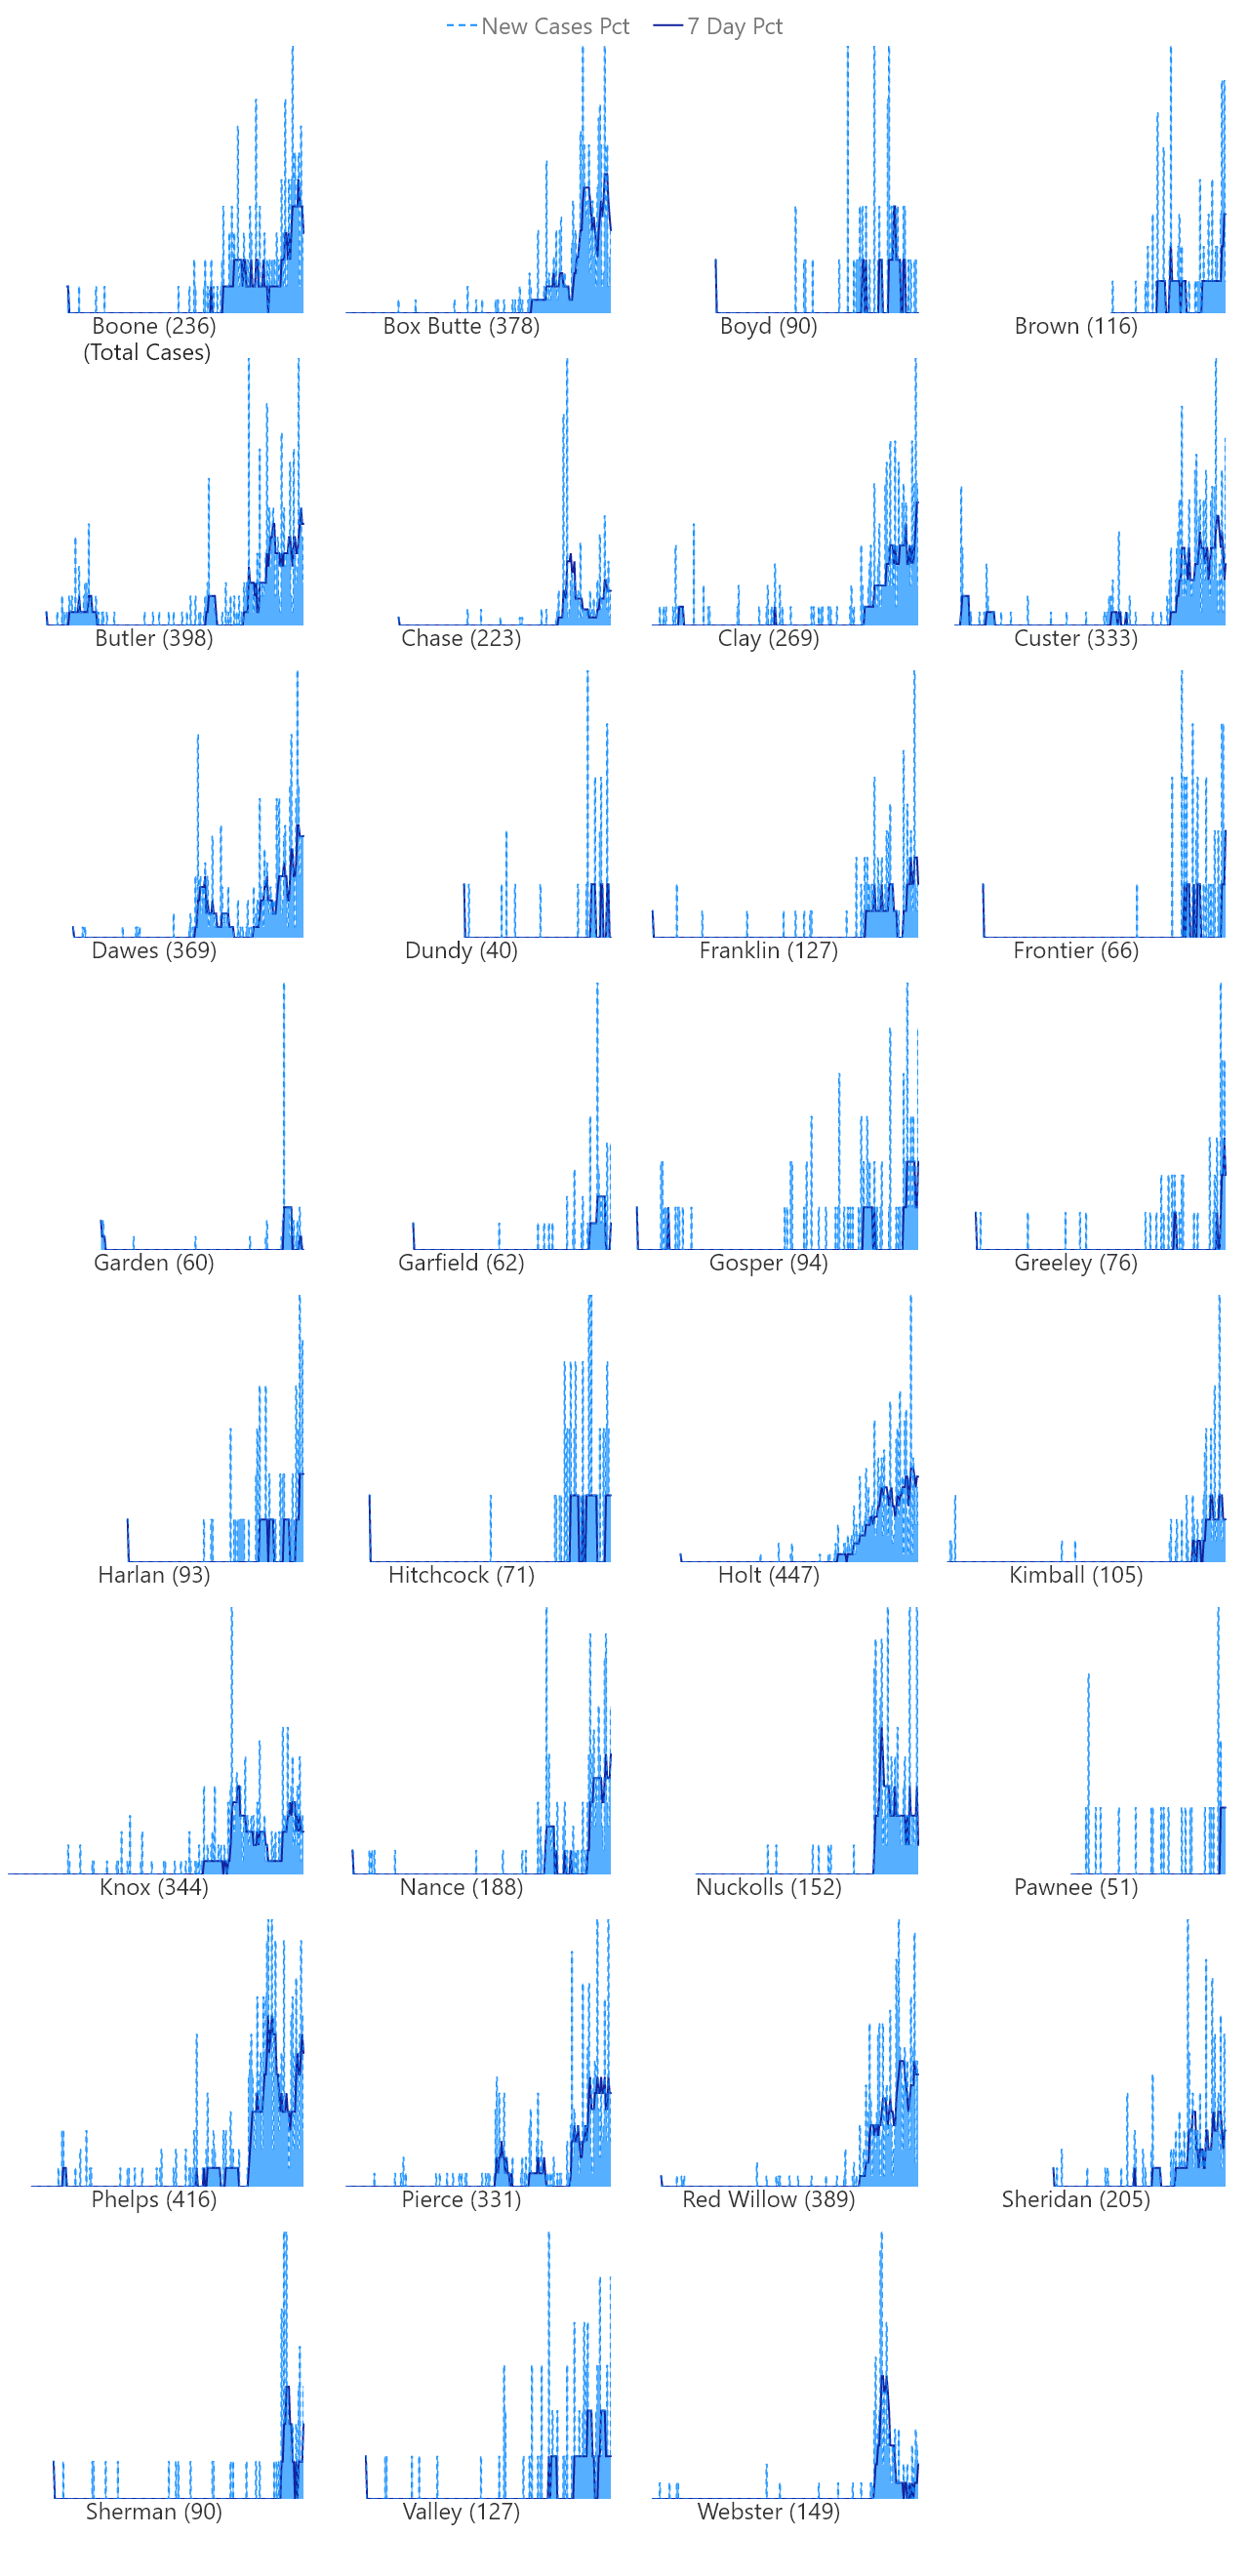 New Cases Pct 7 Day Pct
Boone (236) Box Butte (378) Boyd (90) Brown (116)
(Total Cases)
Butler (398) Chase (223) Clay (269) Custer (333)
Dawes (369) Dundy (40) Franklin (127) Frontier (66)
Garden (60) Garfield (62) Gosper (94) Greeley (76)
Harlan (93) Hitchcock (71) Holt (447) Kimball (105)
Knox (344) Nance (188) Nuckolls (152) Pawnee (51)
Phelps (416) Pierce (331) Red Willow (389) Sheridan (205)
Sherman (90) Valley (127) Webster (149)